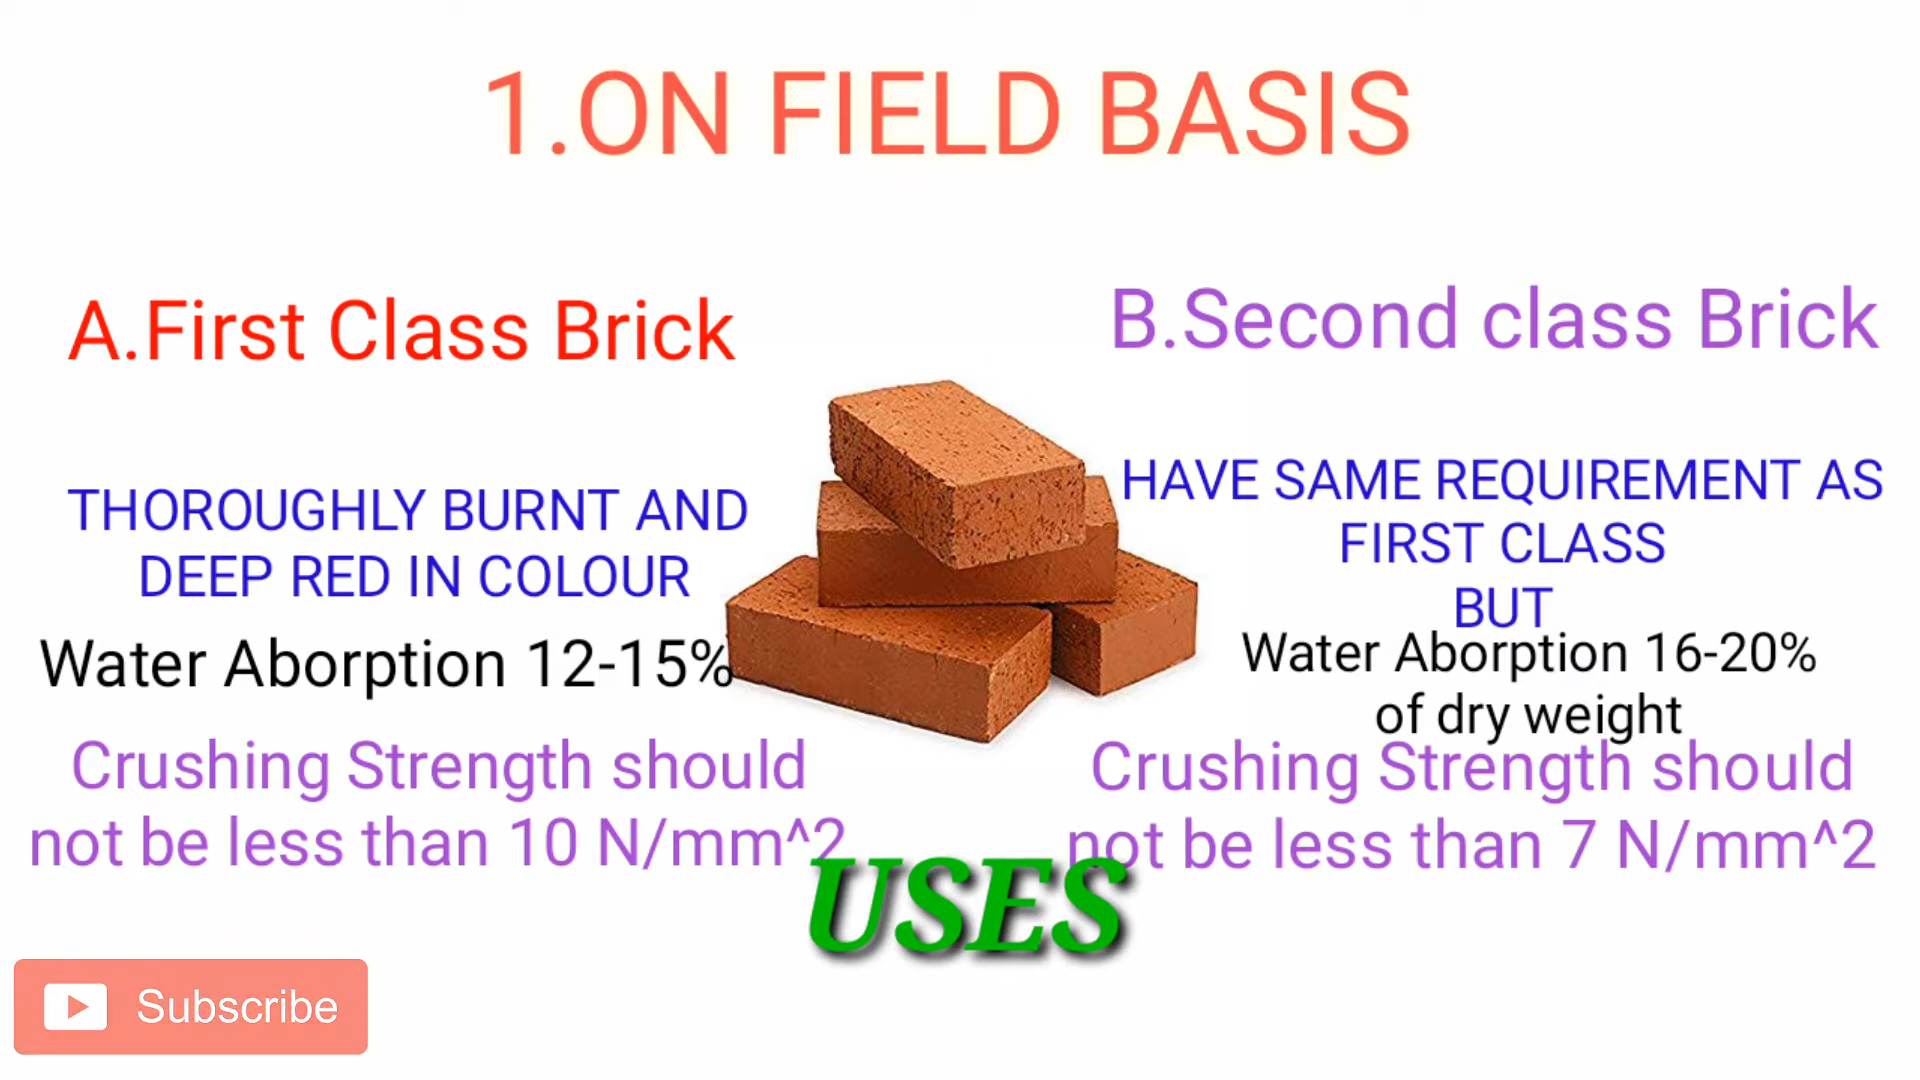 1.ON FIELD BASIS
A.First Class Brick
THOROUGHLY BURNT AND
DEEP RED IN COLOUR
Water Aborption 12-15%
Crushing Strength should
not be less than 10 N/mm^2
B.Second class Brick
HAVE SAME REQUIREMENT AS
FIRST CLASS
BUT
Water Aborption 16-20%
of dry weight
Crushing Strength should
not be less than 7 N/mm^2
USES
Subscribe